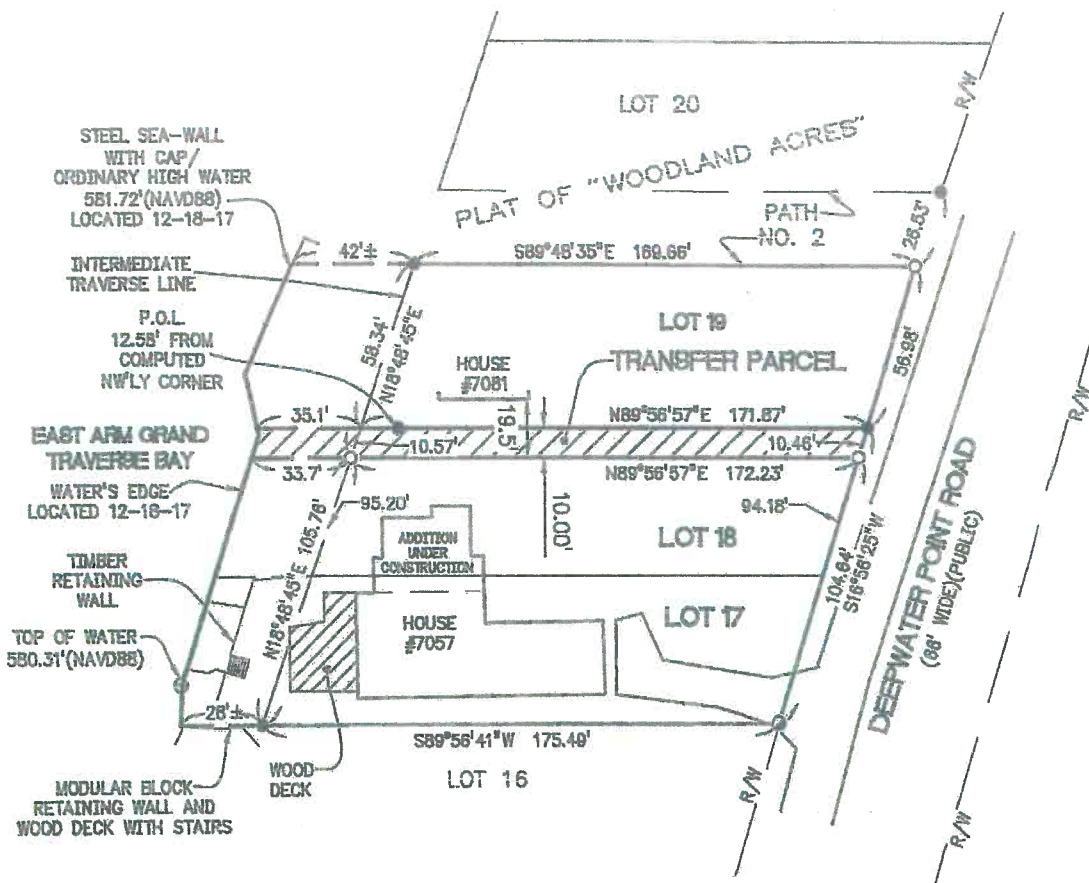 LOT 20
PLAT OF "WOODLAND ACRES"
R/W
PATH
NO. 2
26.63'
STEEL SEA-WALL
WITH CAP/
ORDINARY HIGH WATER
581.72'(NAVD88)
LOCATED 12-18-17
42'±
S89°48'35"E 169.66'
INTERMEDIATE
TRAVERSE LINE
P.O.L.
12.58' FROM
COMPUTED
NW'LY CORNER
58.34'
N18°48'45"E
LOT 19
TRANSFER PARCEL
HOUSE
#7081
56.98'
R/W
35.1'
19.5'
N89°56'57"E 171.87'
EAST ARM GRAND
TRAVERSE BAY
10.57'
10.46'
33.7'
N89°56'57"E 172.23'
WATER'S EDGE
LOCATED 12-18-17
95.20'
10.00'
94.18'
N18°48'45"E 105.76'
ADDITION
UNDER
CONSTRUCTION
LOT 18
104.64'
S16°56'25"W
DEEPWATER POINT ROAD
(66' WIDE)(PUBLIC)
TIMBER
RETAINING
WALL
HOUSE
#7057
LOT 17
TOP OF WATER
580.31'(NAVD88)
28'±
S89°56'41"W 175.49'
WOOD
DECK
LOT 16
MODULAR BLOCK
RETAINING WALL AND
WOOD DECK WITH STAIRS
R/W
R/W